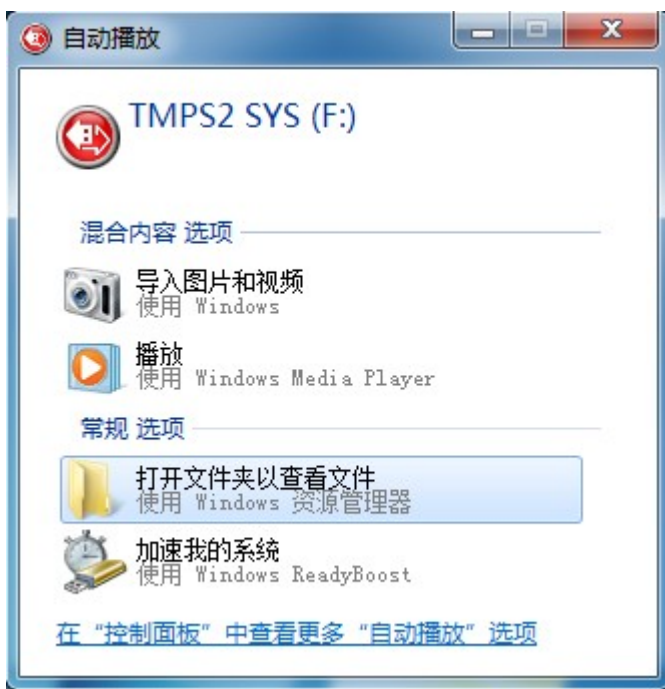 自动播放
TMPS2 SYS (F:)
混合内容 选项
导入图片和视频
使用 Windows
播放
使用 Windows Media Player
常规 选项
打开文件夹以查看文件
使用 Windows 资源管理器
加速我的系统
使用 Windows ReadyBoost
在 “控制面板” 中查看更多 “自动播放” 选项